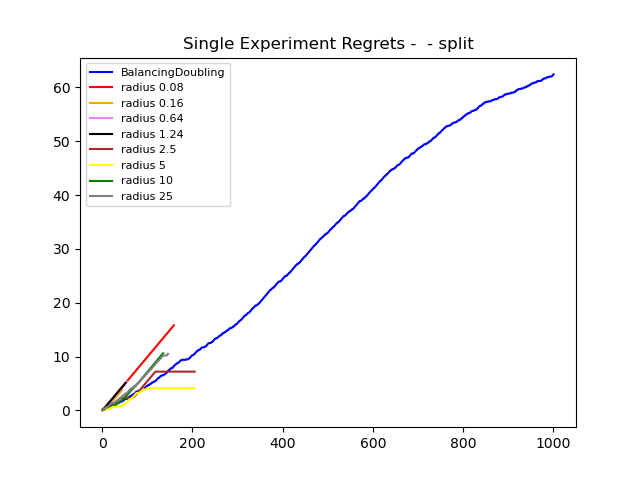 Single Experiment Regrets -  - split
BalancingDoubling
radius 0.08
radius 0.16
radius 0.64
radius 1.24
radius 2.5
radius 5
radius 10
radius 25
60
50
40
30
20
10
0
0 200 400 600 800 1000